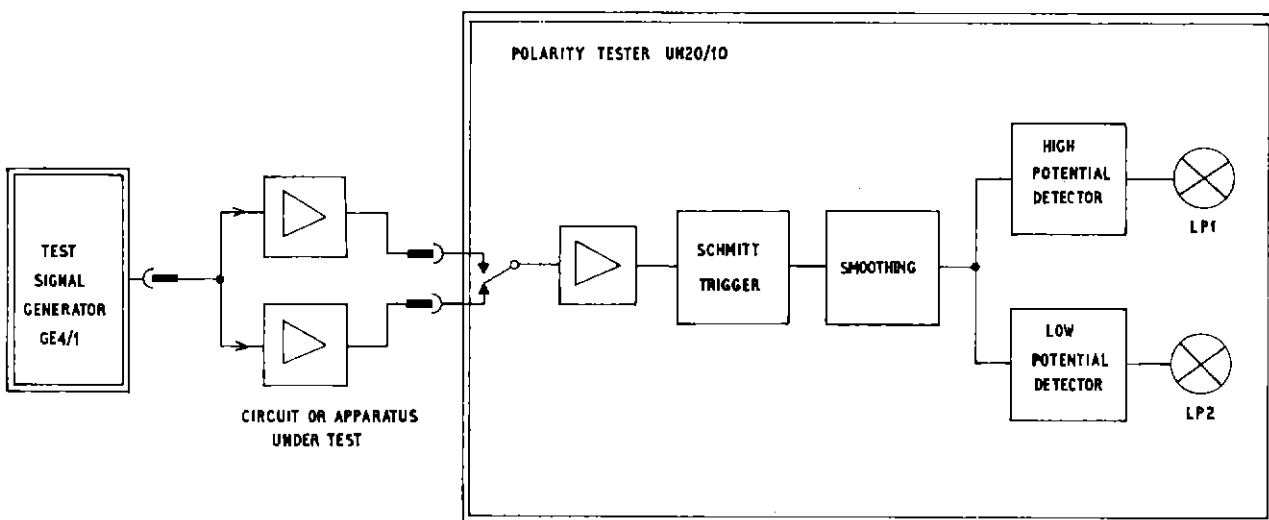 POLARITY TESTER UN20/10
TEST
SIGNAL
GENERATOR
GE4/1
CIRCUIT OR APPARATUS
UNDER TEST
SCHMITT
TRIGGER
SMOOTHING
HIGH
POTENTIAL
DETECTOR
LP1
LOW
POTENTIAL
DETECTOR
LP2